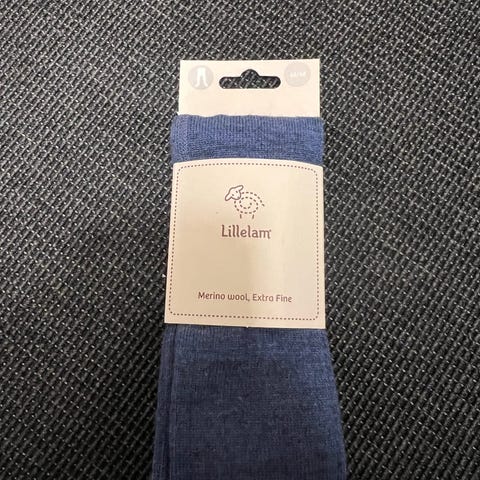 Lillelam
Merino wool, Extra Fine